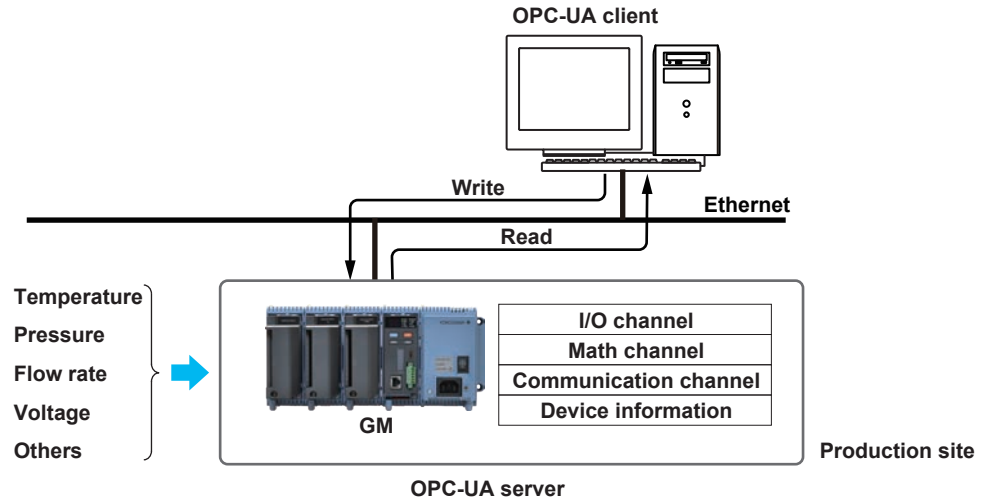 OPC-UA client
Write
Ethernet
Read
Temperature
Pressure
Flow rate
Voltage
Others
I/O channel
Math channel
Communication channel
Device information
GM
Production site
OPC-UA server